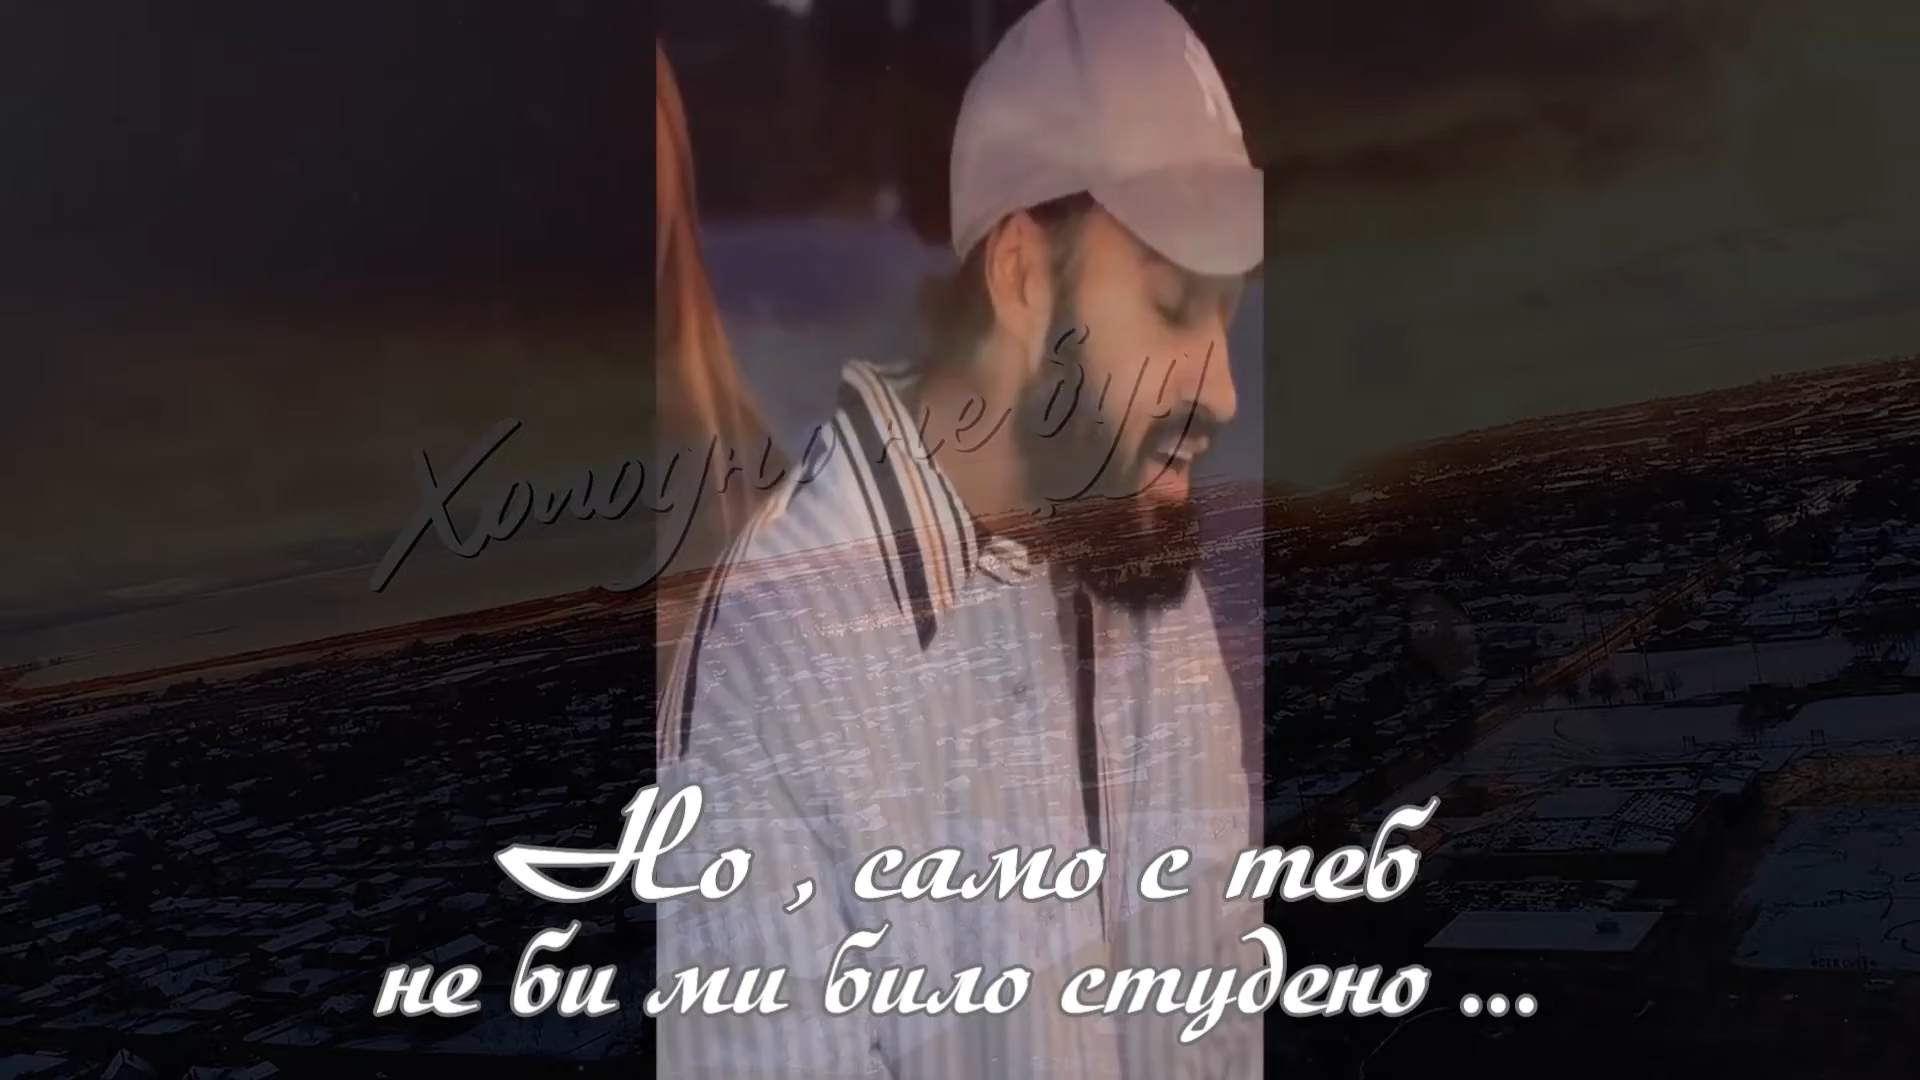 Холодно не буду
Но , само с теб
не би ми било студено ...